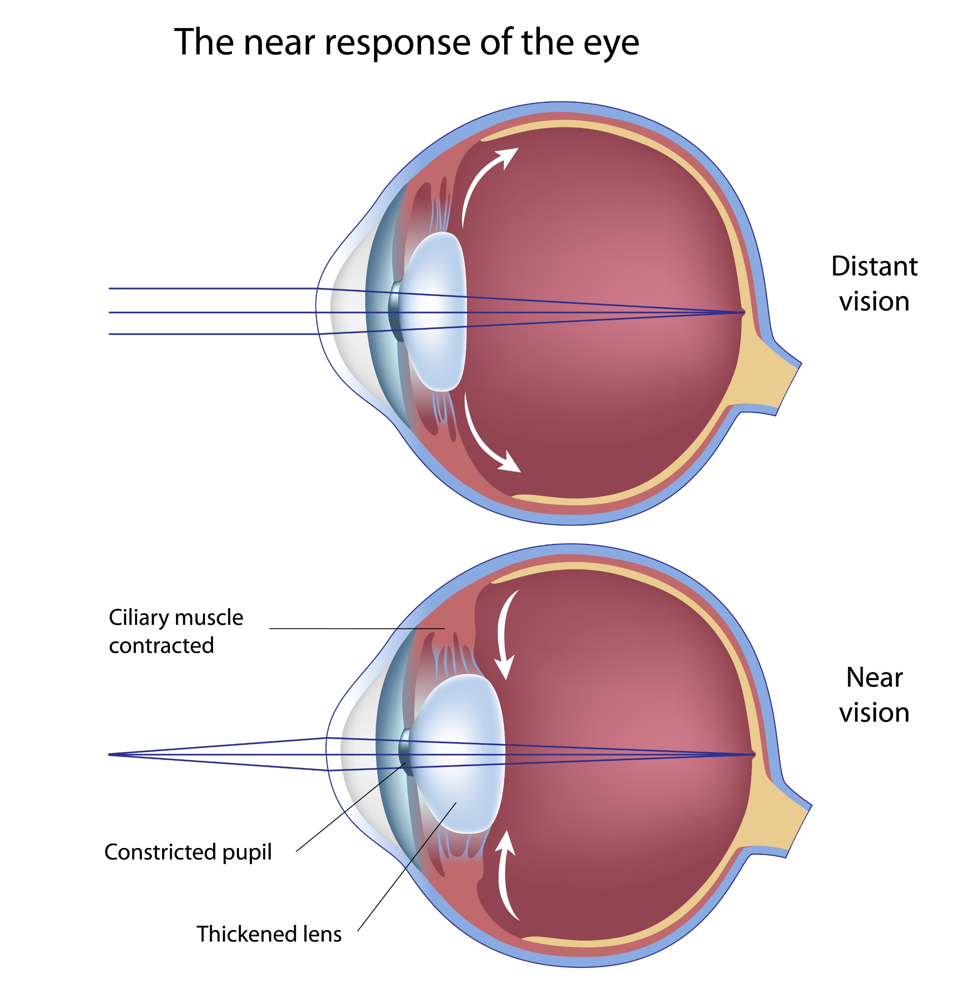 The near response of the eye
Distant
vision
Ciliary muscle
contracted
Near
vision
Constricted pupil
Thickened lens